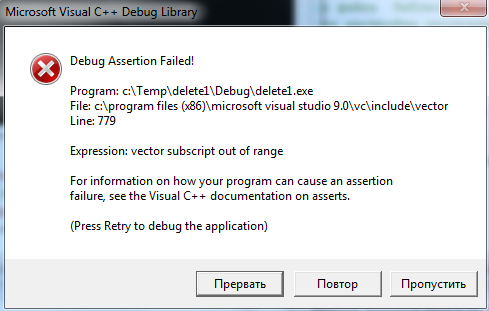 Microsoft Visual C++ Debug Library
Debug Assertion Failed!
Program: c:\Temp\delete1\Debug\delete1.exe
File: c:\program files (x86)\microsoft visual studio 9.0\vc\include\vector
Line: 779
Expression: vector subscript out of range
For information on how your program can cause an assertion
failure, see the Visual C++ documentation on asserts.
(Press Retry to debug the application)
Прервать
Повтор
Пропустить